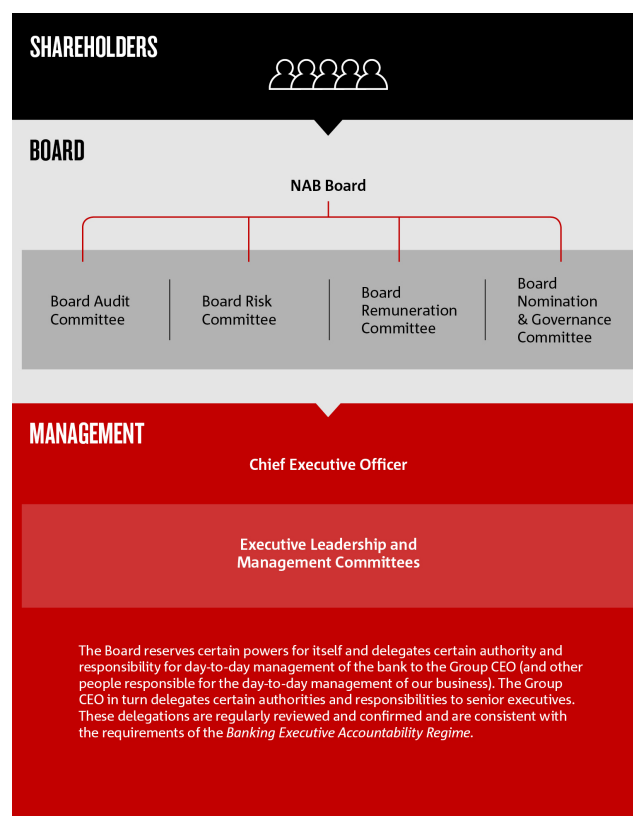 SHAREHOLDERS
BOARD
NAB Board
Board Audit
Committee
Board Risk
Committee
Board
Remuneration
Committee
Board
Nomination
& Governance
Committee
MANAGEMENT
Chief Executive Officer
Executive Leadership and
Management Committees
The Board reserves certain powers for itself and delegates certain authority and
responsibility for day-to-day management of the bank to the Group CEO (and other
people responsible for the day-to-day management of our business). The Group
CEO in turn delegates certain authorities and responsibilities to senior executives.
These delegations are regularly reviewed and confirmed and are consistent with
the requirements of the Banking Executive Accountability Regime.